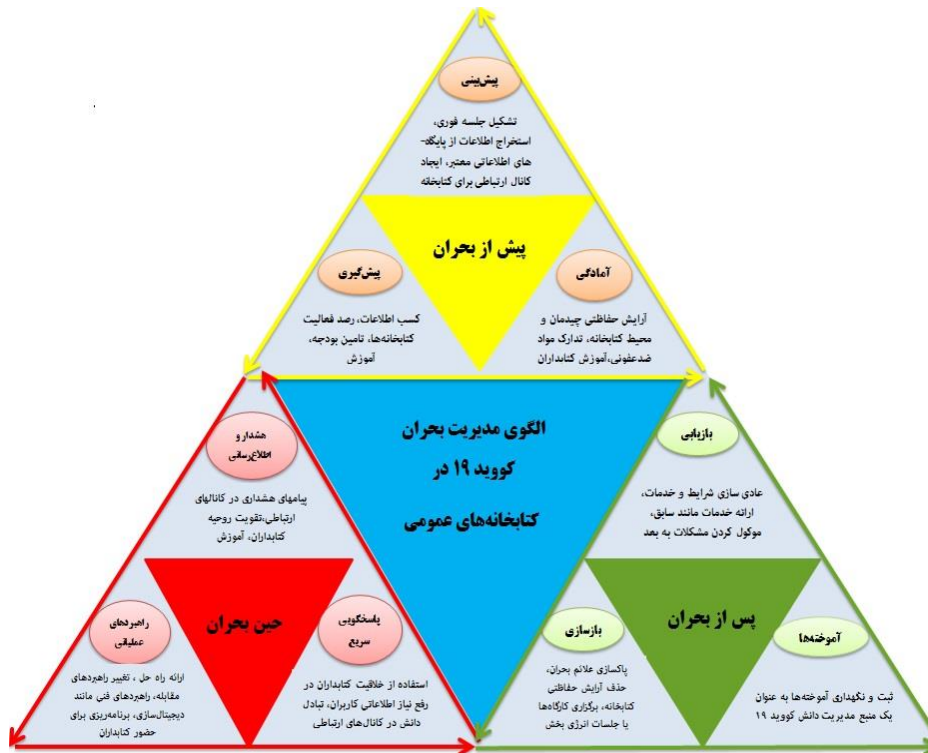 پیش‌بینی
تشکیل جلسه فوری،
استخراج اطلاعات از پایگاه-
های اطلاعاتی معتبر، ایجاد
کانال ارتباطی برای کتابخانه
پیش از بحران
آمادگی
آرایش حفاظتی چیدمان و
محیط کتابخانه، تدارک مواد
ضدعفونی،آموزش کتابداران
پیش‌گیری
کسب اطلاعات، رصد فعالیت
کتابخانه‌ها، تامین بودجه،
آموزش
الگوی مدیریت بحران
کووید ۱۹ در
کتابخانه‌های عمومی
بازیابی
عادی سازی شرایط و خدمات،
ارائه خدمات مانند سابق،
موکول کردن مشکلات به بعد
پس از بحران
آموخته‌ها
ثبت و نگهداری آموخته‌ها به عنوان
یک منبع مدیریت دانش کووید ۱۹
بازسازی
پاکسازی علائم بحران،
حذف آرایش حفاظتی
کتابخانه، برگزاری کارگاه‌ها
یا جلسات انرژی بخش
هشدار و
اطلاع‌رسانی
پیامهای هشداری در کانالهای
ارتباطی،تقویت روحیه
کتابداران، آموزش
حین بحران
پاسخگویی
سریع
استفاده از خلاقیت کتابداران در
رفع نیاز اطلاعاتی کاربران، تبادل
دانش در کانال‌های ارتباطی
راهبردهای
عملیاتی
ارائه راه حل ، تغییر راهبردهای
مقابله، راهبردهای فنی مانند
دیجیتال‌سازی، برنامه‌ریزی برای
حضور کتابداران